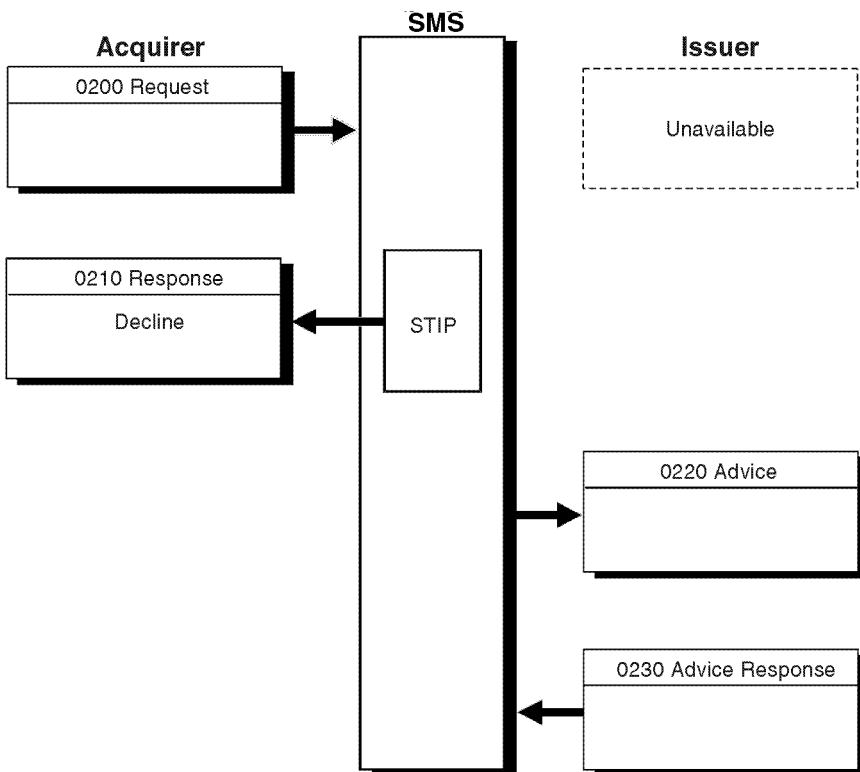 SMS
Acquirer
Issuer
0200 Request
Unavailable
0210 Response
Decline
STIP
0220 Advice
0230 Advice Response